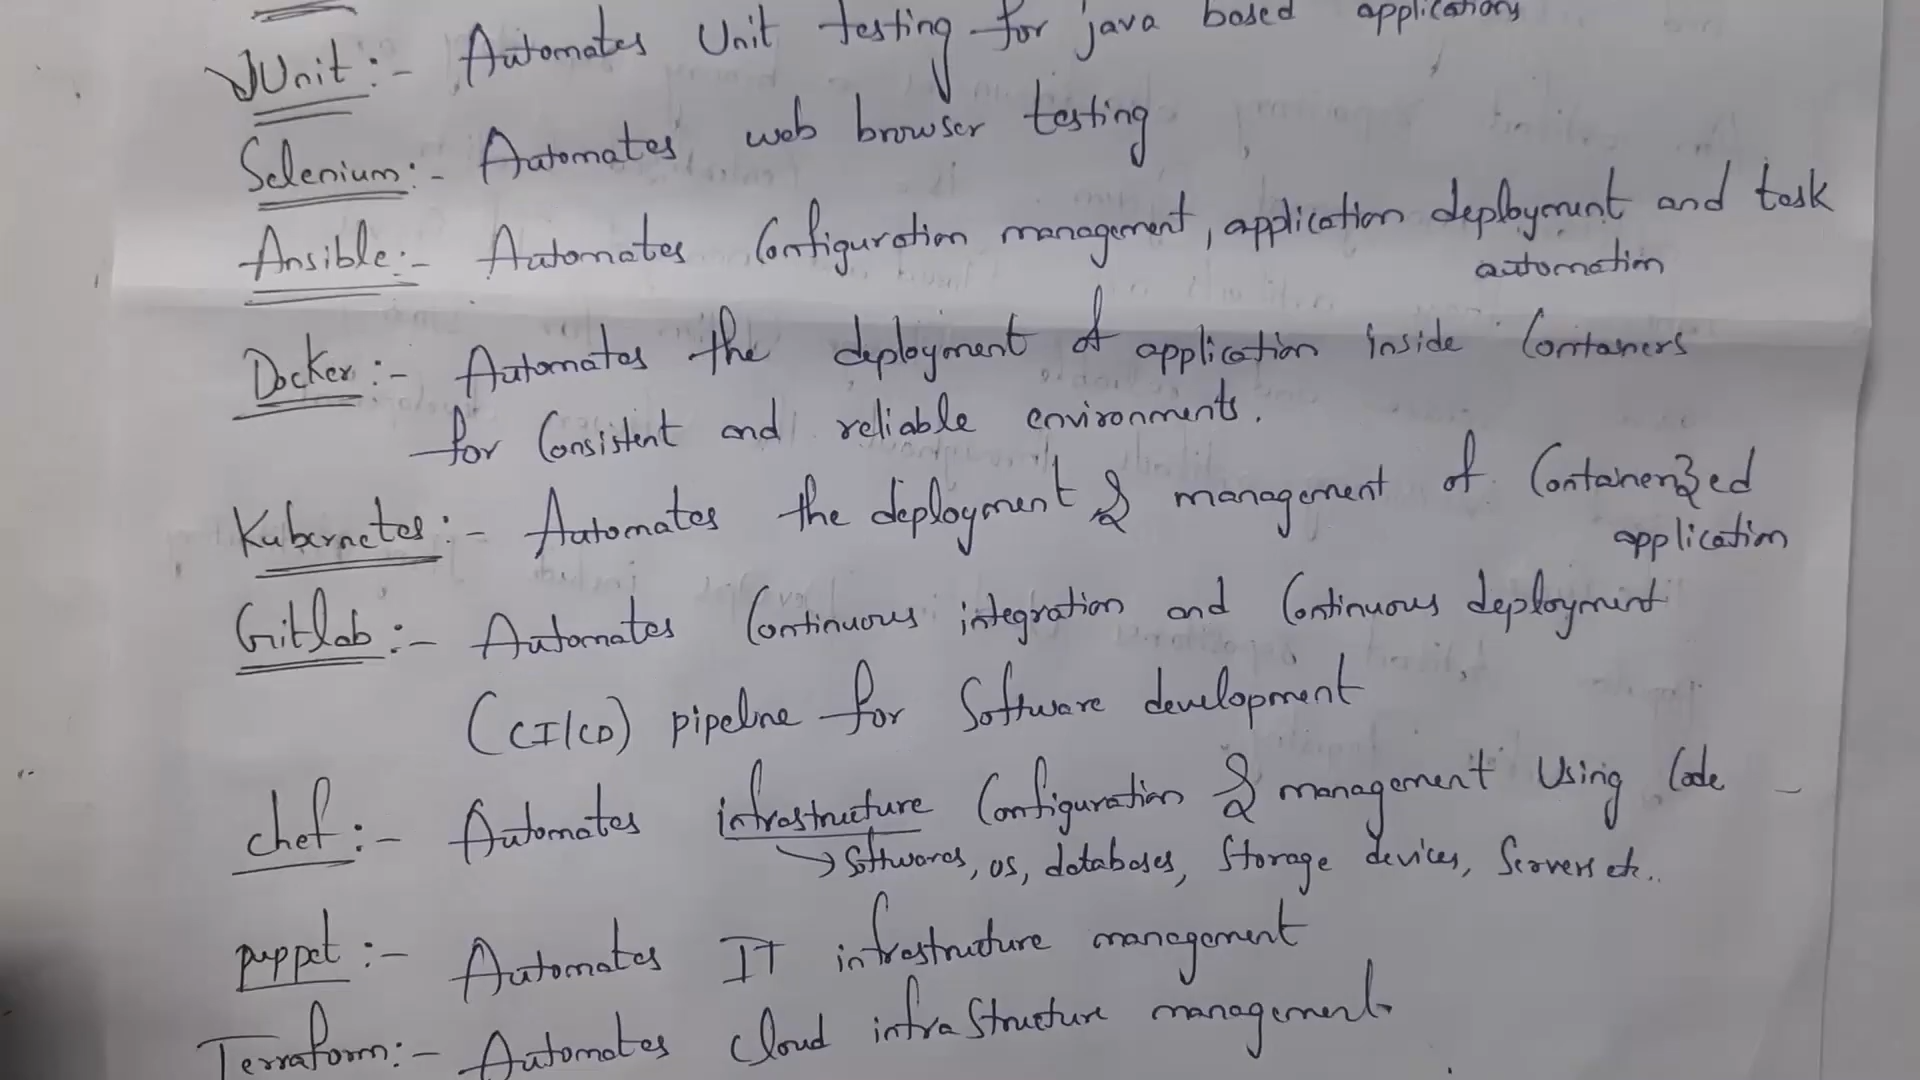 JUnit :- Automates Unit testing for java based applications
Selenium :- Automates web browser testing
Ansible :- Automates Configuration management, application deployment and task
automation
Docker :- Automates the deployment of application inside Containers
for Consistent and reliable environments.
Kubernetes :- Automates the deployment & management of Containerized
application
Gitlab :- Automates Continuous integration and Continuous deployment
(CI/CD) pipeline for Software development
chef :- Automates infrastructure Configuration & management Using Code
→ Softwares, os, databases, Storage devices, Servers etc..
puppet :- Automates IT infrastructure management
Terraform :- Automates Cloud infrastructure management